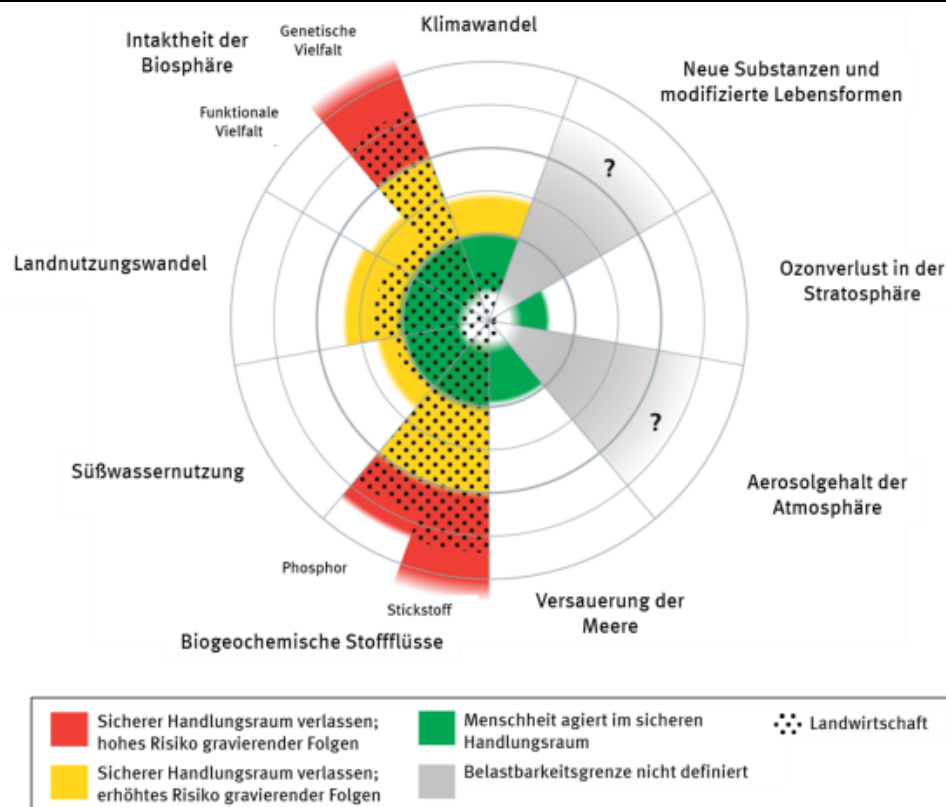 Klimawandel
Genetische
Vielfalt
Intaktheit der
Biosphäre
Funktionale
Vielfalt
Neue Substanzen und
modifizierte Lebensformen
?
Landnutzungswandel
Ozonverlust in der
Stratosphäre
?
Süßwassernutzung
Aerosolgehalt der
Atmosphäre
Phosphor
Stickstoff
Biogeochemische Stoffflüsse
Versauerung der
Meere
Sicherer Handlungsraum verlassen;
hohes Risiko gravierender Folgen
Sicherer Handlungsraum verlassen;
erhöhtes Risiko gravierender Folgen
Menschheit agiert im sicheren
Handlungsraum
Belastbarkeitsgrenze nicht definiert
Landwirtschaft